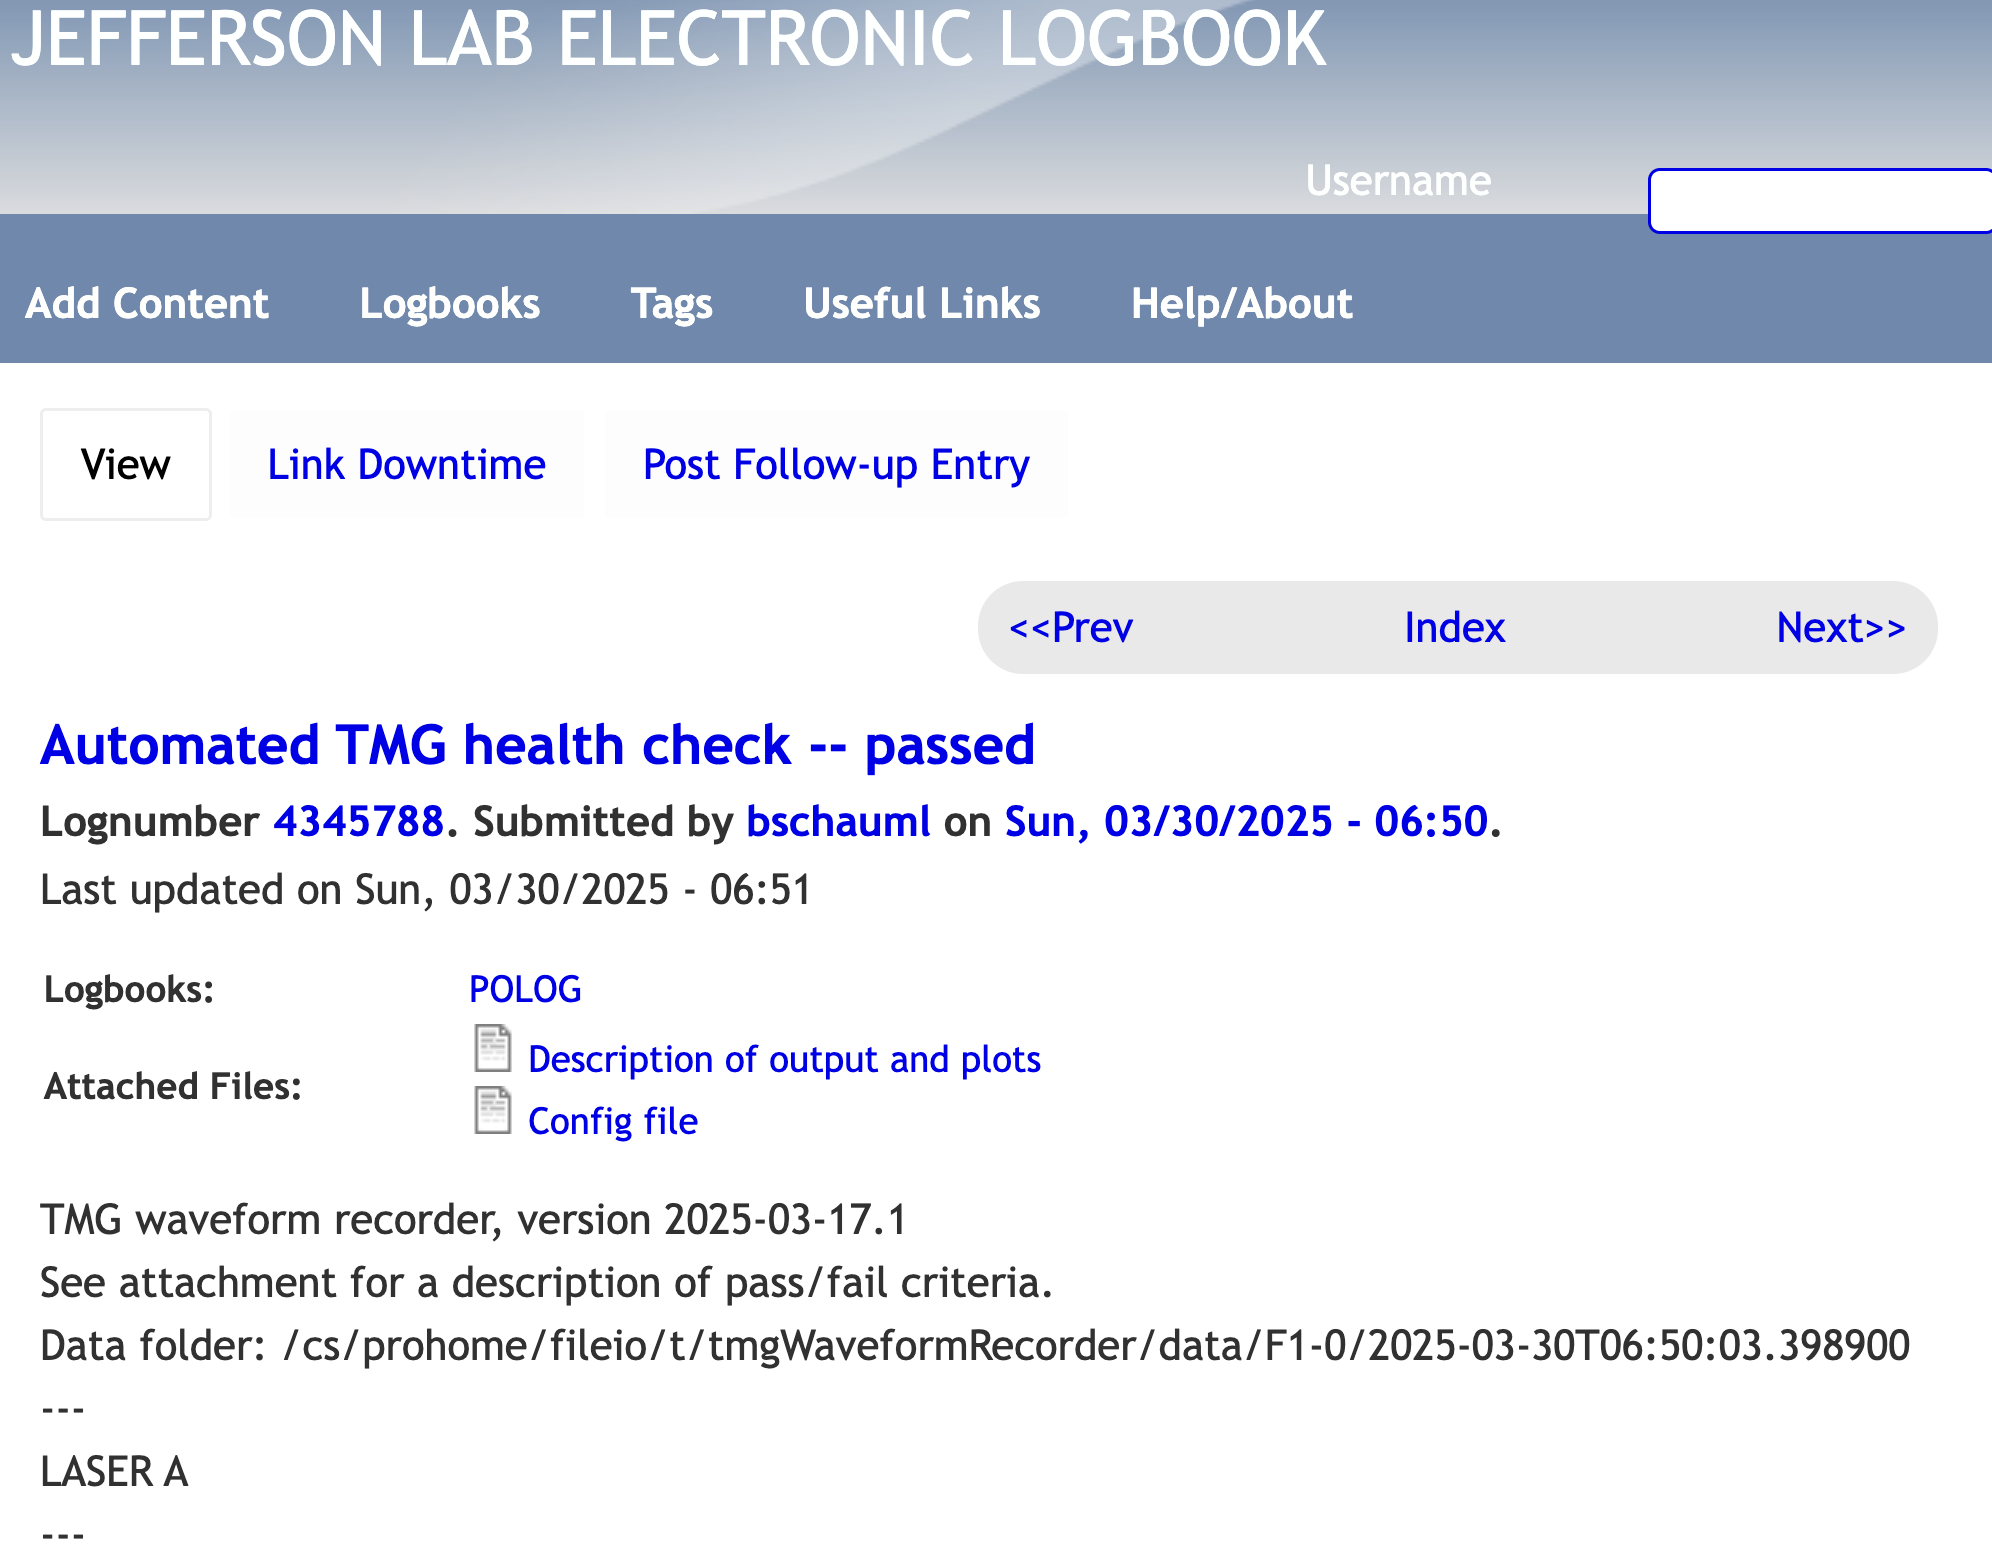 JEFFERSON LAB ELECTRONIC LOGBOOK
Username
Add Content Logbooks Tags Useful Links Help/About
View Link Downtime Post Follow-up Entry
<<Prev Index Next>>
Automated TMG health check -- passed
Lognumber 4345788. Submitted by bschauml on Sun, 03/30/2025 - 06:50.
Last updated on Sun, 03/30/2025 - 06:51
Logbooks: POLOG
Attached Files: Description of output and plots
Config file
TMG waveform recorder, version 2025-03-17.1
See attachment for a description of pass/fail criteria.
Data folder: /cs/prohome/fileio/t/tmgWaveformRecorder/data/F1-0/2025-03-30T06:50:03.398900
---
LASER A
---